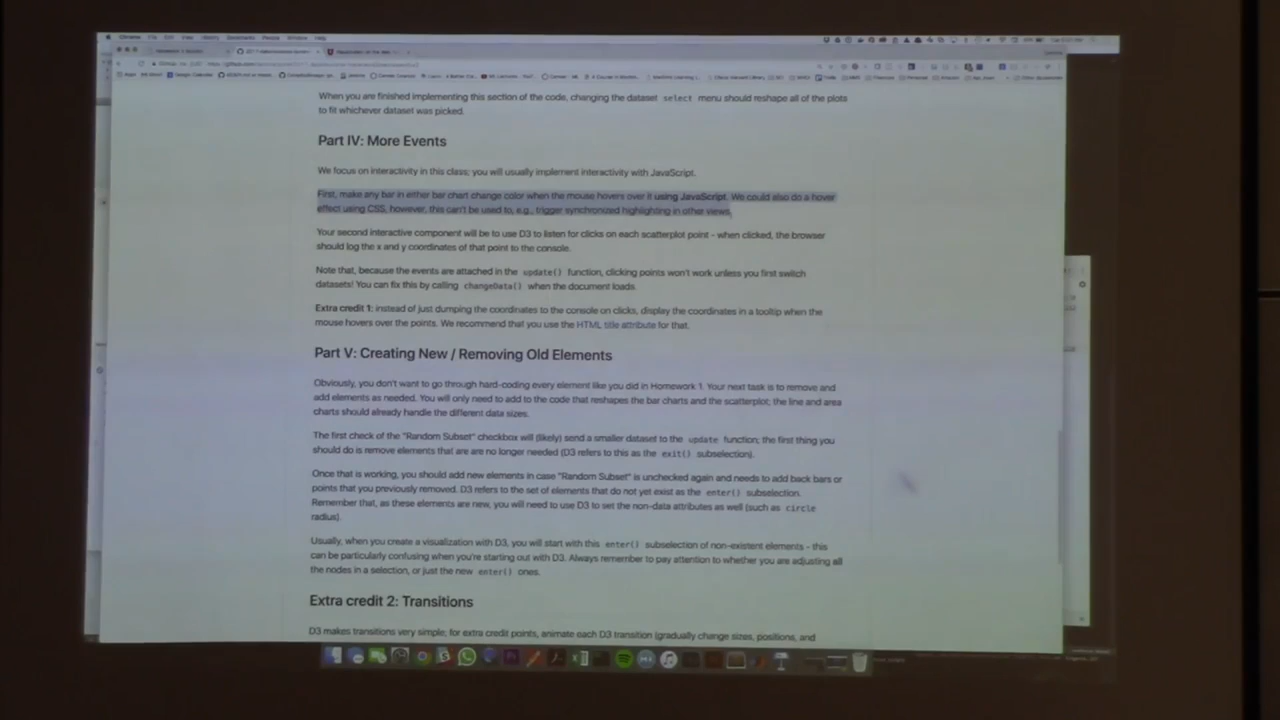 Chrome File Edit View History Bookmarks People Window Help
When you are finished implementing this section of the code, changing the dataset select menu should reshape all of the plots
to fit whichever dataset was picked.
Part IV: More Events
We focus on interactivity in this class; you will usually implement interactivity with JavaScript.
First, make any bar in either bar chart change color when the mouse hovers over it using JavaScript. We could also do a hover
effect using CSS, however, this can't be used to, e.g., trigger synchronized highlighting in other views.
Your second interactive component will be to use D3 to listen for clicks on each scatterplot point - when clicked, the browser
should log the x and y coordinates of that point to the console.
Note that, because the events are attached in the update() function, clicking points won't work unless you first switch
datasets! You can fix this by calling changeData() when the document loads.
Extra credit 1: instead of just dumping the coordinates to the console on clicks, display the coordinates in a tooltip when the
mouse hovers over the points. We recommend that you use the HTML title attribute for that.
Part V: Creating New / Removing Old Elements
Obviously, you don't want to go through hard-coding every element like you did in Homework 1. Your next task is to remove and
add elements as needed. You will only need to add to the code that reshapes the bar charts and the scatterplot; the line and area
charts should already handle the different data sizes.
The first check of the "Random Subset" checkbox will (likely) send a smaller dataset to the update function; the first thing you
should do is remove elements that are are no longer needed (D3 refers to this as the exit() subselection).
Once that is working, you should add new elements in case "Random Subset" is unchecked again and needs to add back bars or
points that you previously removed. D3 refers to the set of elements that do not yet exist as the enter() subselection.
Remember that, as these elements are new, you will need to use D3 to set the non-data attributes as well (such as circle
radius).
Usually, when you create a visualization with D3, you will start with this enter() subselection of non-existent elements - this
can be particularly confusing when you're starting out with D3. Always remember to pay attention to whether you are adjusting all
the nodes in a selection, or just the new enter() ones.
Extra credit 2: Transitions
D3 makes transitions very simple; for extra credit points, animate each D3 transition (gradually change sizes, positions, and